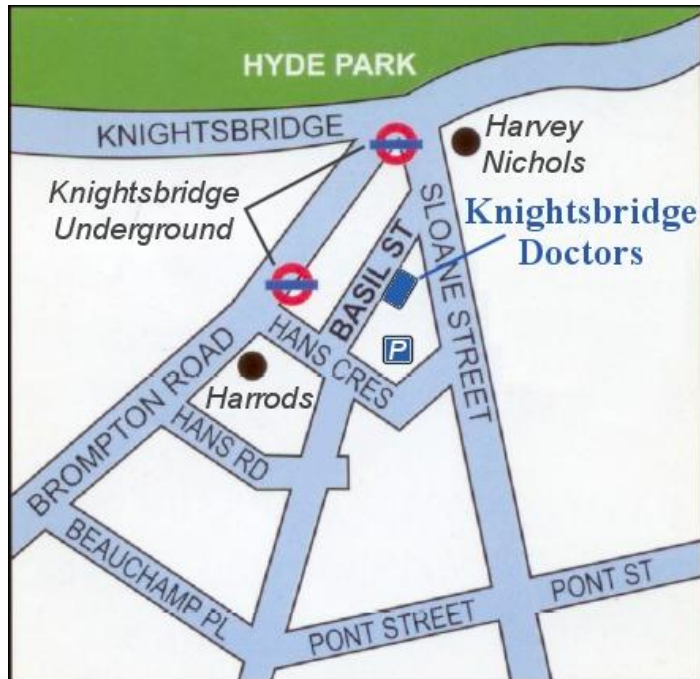 HYDE PARK
KNIGHTSBRIDGE
Harvey
Nichols
Knightsbridge
Underground
Knightsbridge
Doctors
SLOANE STREET
BASIL ST
P
HANS CRES
BROMPTON ROAD
Harrods
HANS RD
BEAUCHAMP PL
PONT STREET
PONT ST